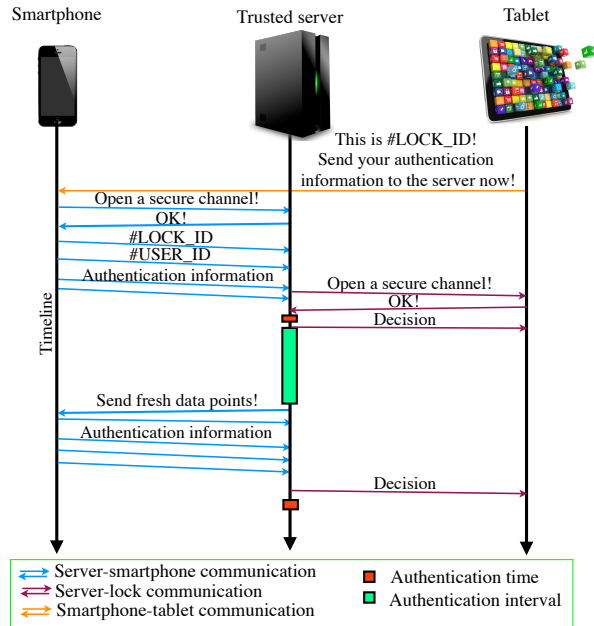 Smartphone
Trusted server
Tablet
This is #LOCK_ID!
Send your authentication
information to the server now!
Open a secure channel!
OK!
#LOCK_ID
#USER_ID
Authentication information
Open a secure channel!
OK!
Decision
Timeline
Send fresh data points!
Authentication information
Decision
Server-smartphone communication
Server-lock communication
Smartphone-tablet communication
Authentication time
Authentication interval